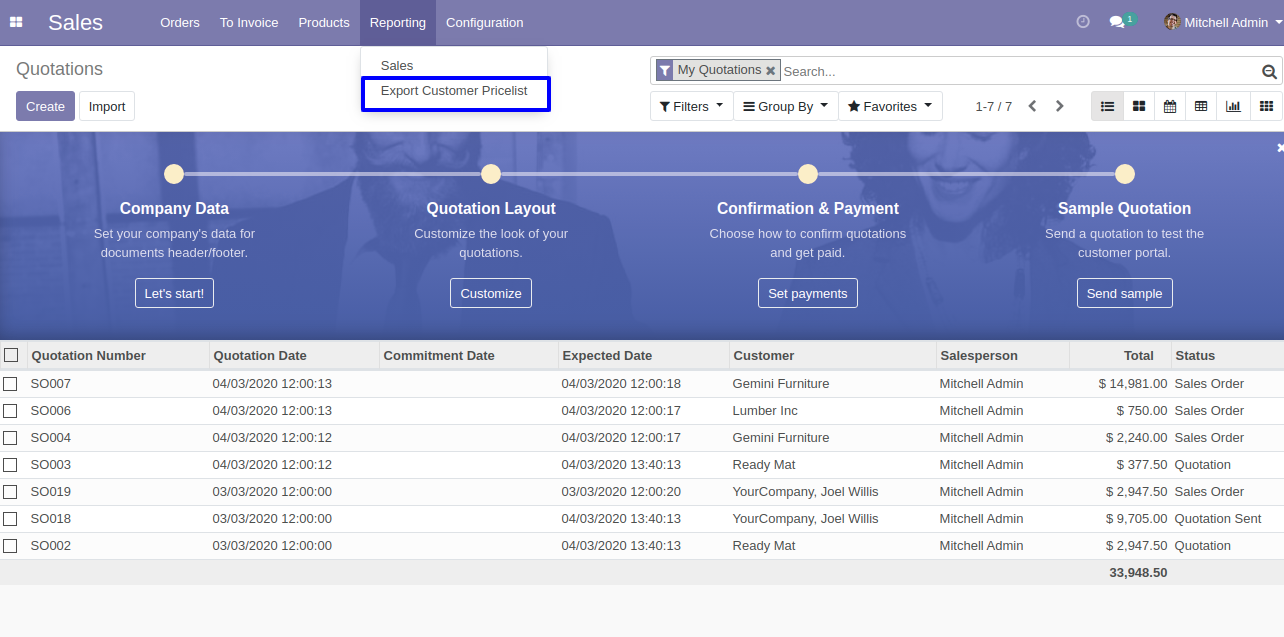 Sales Orders To Invoice Products Reporting Configuration 1 Mitchell Admin
Sales
Export Customer Pricelist
Quotations
My Quotations Search...
Create Import
Filters Group By Favorites 1-7 / 7
Company Data
Set your company's data for
documents header/footer.
Let's start!
Quotation Layout
Customize the look of your
quotations.
Customize
Confirmation & Payment
Choose how to confirm quotations
and get paid.
Set payments
Sample Quotation
Send a quotation to test the
customer portal.
Send sample
Quotation Number Quotation Date Commitment Date Expected Date Customer Salesperson Total Status
SO007 04/03/2020 12:00:13 04/03/2020 12:00:18 Gemini Furniture Mitchell Admin $ 14,981.00 Sales Order
SO006 04/03/2020 12:00:13 04/03/2020 12:00:17 Lumber Inc Mitchell Admin $ 750.00 Sales Order
SO004 04/03/2020 12:00:12 04/03/2020 12:00:17 Gemini Furniture Mitchell Admin $ 2,240.00 Sales Order
SO003 04/03/2020 12:00:12 04/03/2020 13:40:13 Ready Mat Mitchell Admin $ 377.50 Quotation
SO019 03/03/2020 12:00:00 03/03/2020 12:00:20 YourCompany, Joel Willis Mitchell Admin $ 2,947.50 Sales Order
SO018 03/03/2020 12:00:00 04/03/2020 13:40:13 YourCompany, Joel Willis Mitchell Admin $ 9,705.00 Quotation Sent
SO002 03/03/2020 12:00:00 04/03/2020 13:40:13 Ready Mat Mitchell Admin $ 2,947.50 Quotation
33,948.50